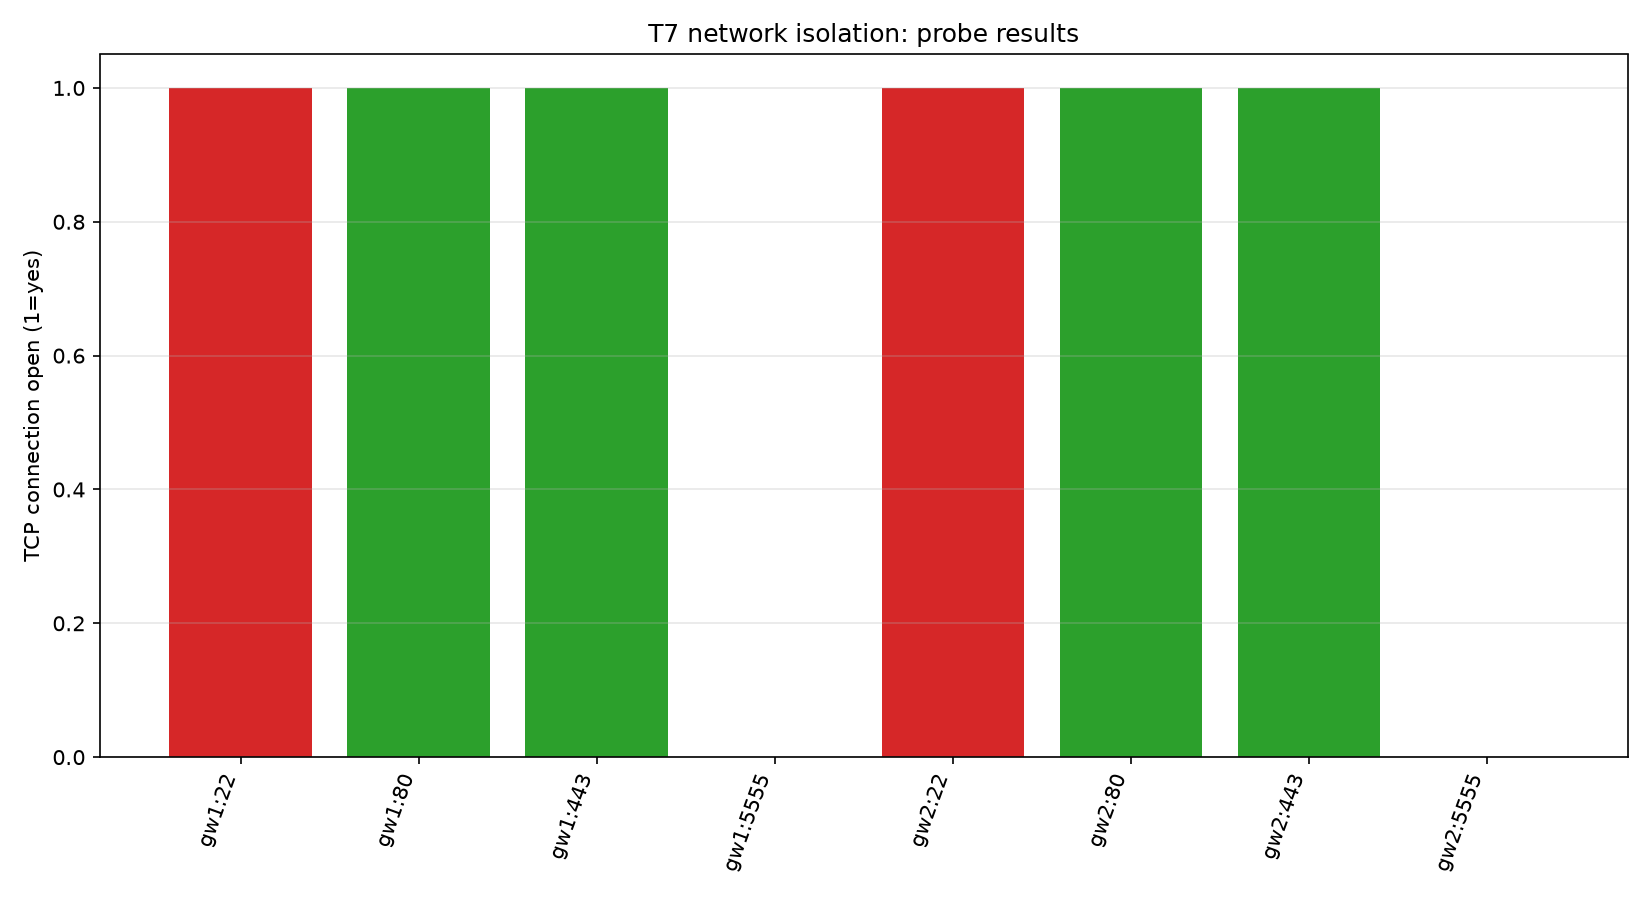 T7 network isolation: probe results
TCP connection open (1=yes)
1.0
0.8
0.6
0.4
0.2
0.0
gw1:22
gw1:80
gw1:443
gw1:5555
gw2:22
gw2:80
gw2:443
gw2:5555